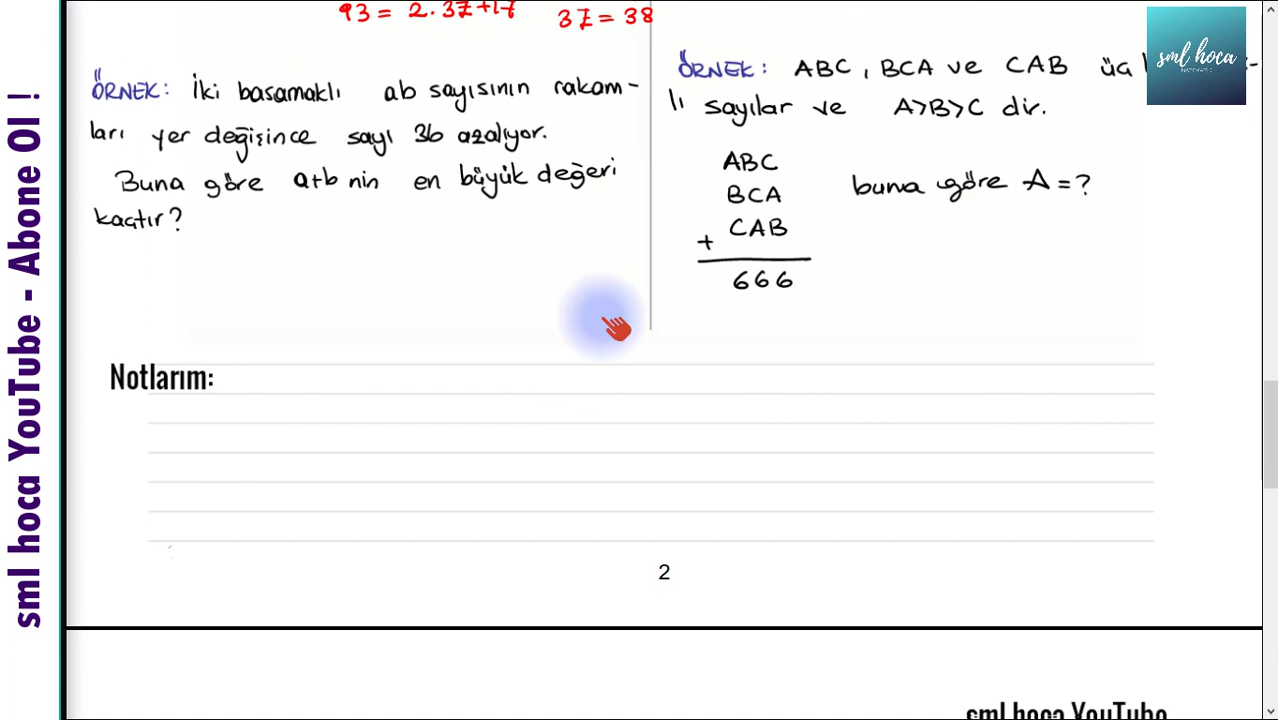 sml hoca YouTube - Abone Ol !
93 = 2.37+17 37 = 38
ÖRNEK: İki basamaklı ab sayısının rakam-
ları yer değişince sayı 36 azalıyor.
Buna göre a+b nin en büyük değeri
kaçtır?
ÖRNEK: ABC, BCA ve CAB
lı sayılar ve A>B>C dir.
ABC
BCA
CAB
+
666
buna göre A=?
sml hoca
MATEMATİK
Notlarım:
2
sml hoca YouTube